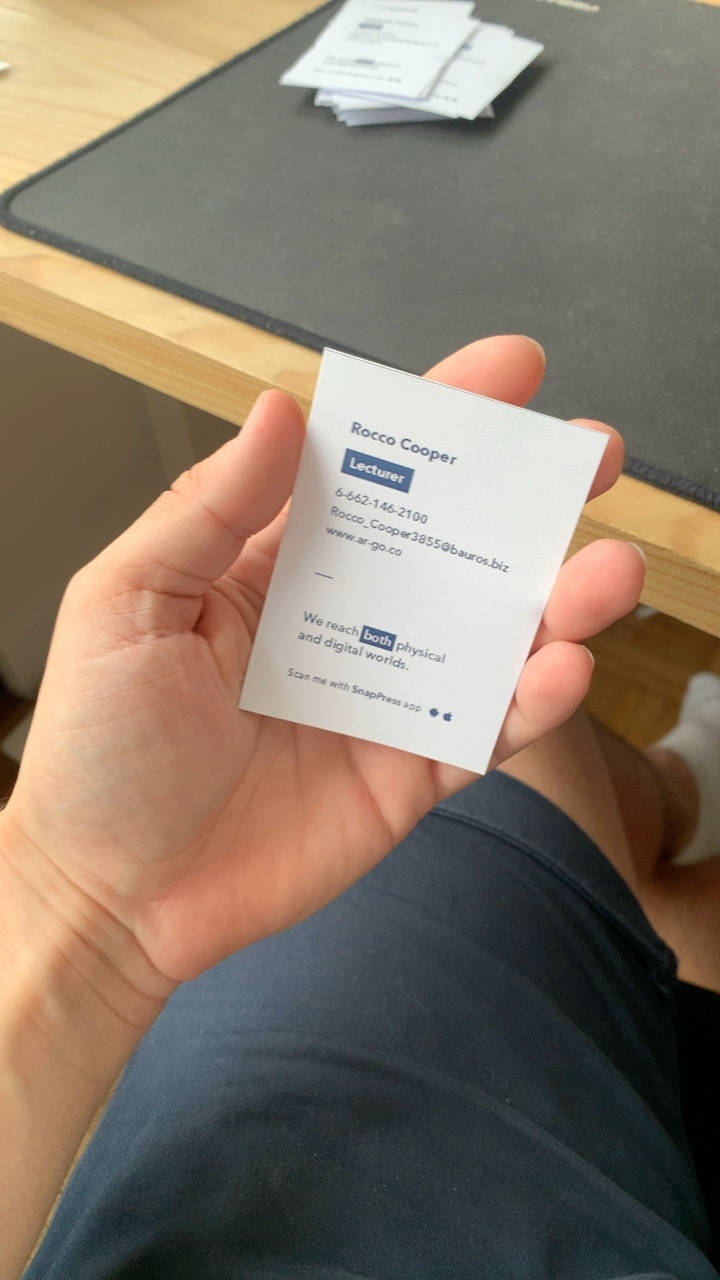 Rocco Cooper
Lecturer
6-662-146-2100
Rocco_Cooper3855@bauros.biz
www.ar-go.co
—
We reach both physical
and digital worlds.
Scan me with SnapPress app